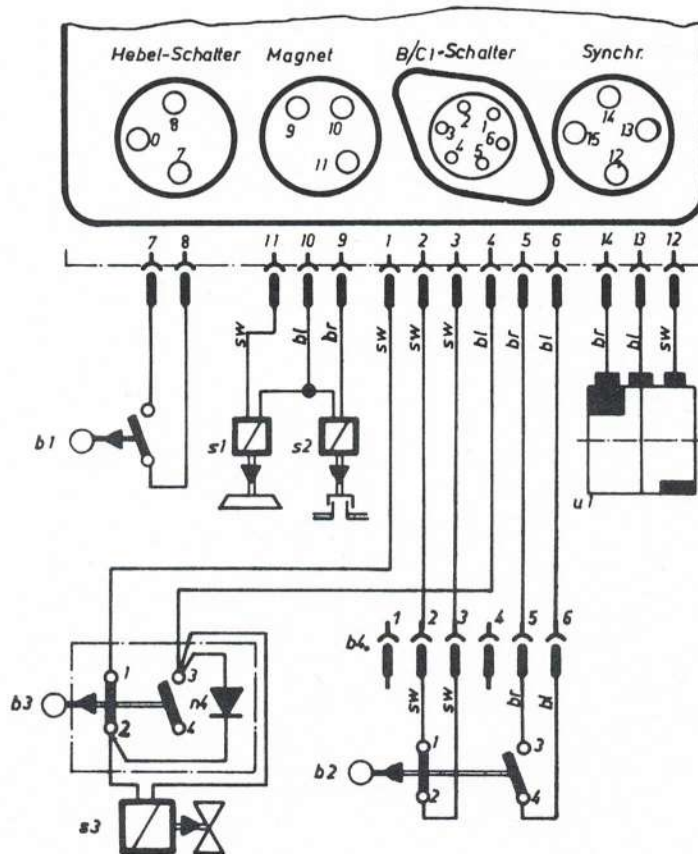 Hebel-Schalter Magnet B/C1-Schalter Synchr.
8 0 7
9 10 11
2 1 3 6 4 5
14 15 13 12
7 8 11 10 9 1 2 3 4 5 6 14 13 12
sw bl br sw sw sw bl br bl br bl sw
b1 s1 s2 u1
b4. 1 2 3 4 5 6
sw sw br bl
b3 1 2 3 4 n4
b2 1 2 3 4
s3